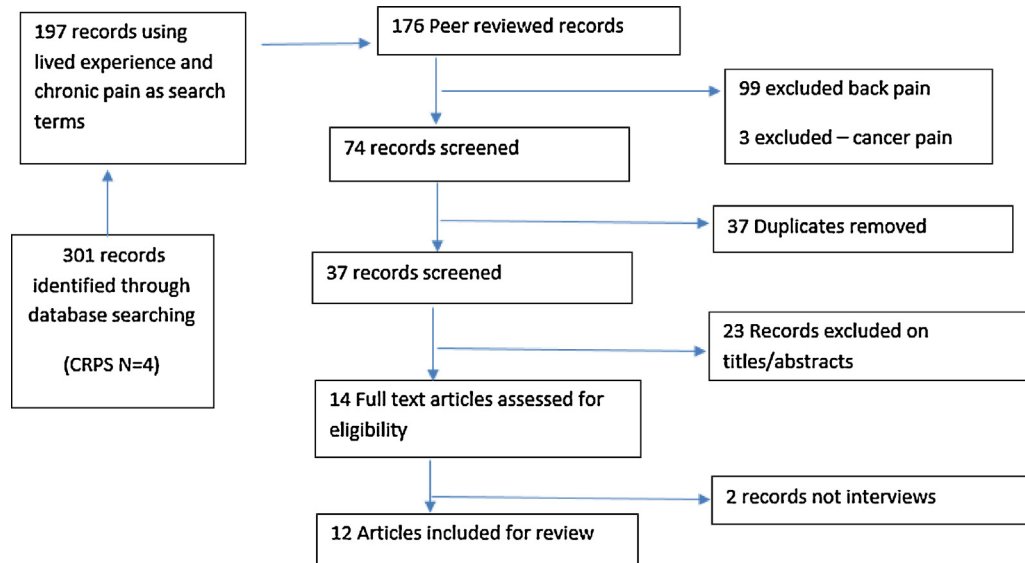 197 records using
lived experience and
chronic pain as search
terms
176 Peer reviewed records
99 excluded back pain
3 excluded – cancer pain
74 records screened
37 Duplicates removed
301 records
identified through
database searching
(CRPS N=4)
37 records screened
23 Records excluded on
titles/abstracts
14 Full text articles assessed for
eligibility
2 records not interviews
12 Articles included for review